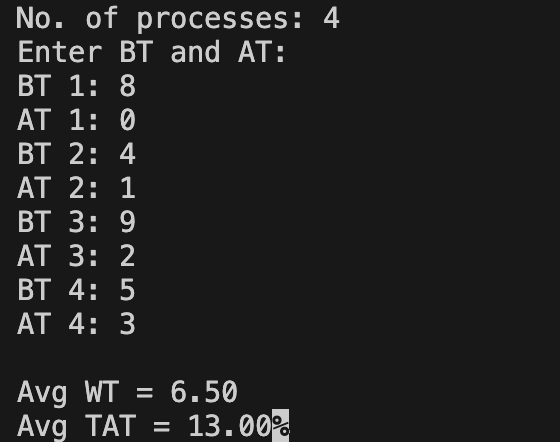 No. of processes: 4
Enter BT and AT:
BT 1: 8
AT 1: 0
BT 2: 4
AT 2: 1
BT 3: 9
AT 3: 2
BT 4: 5
AT 4: 3
Avg WT = 6.50
Avg TAT = 13.00%